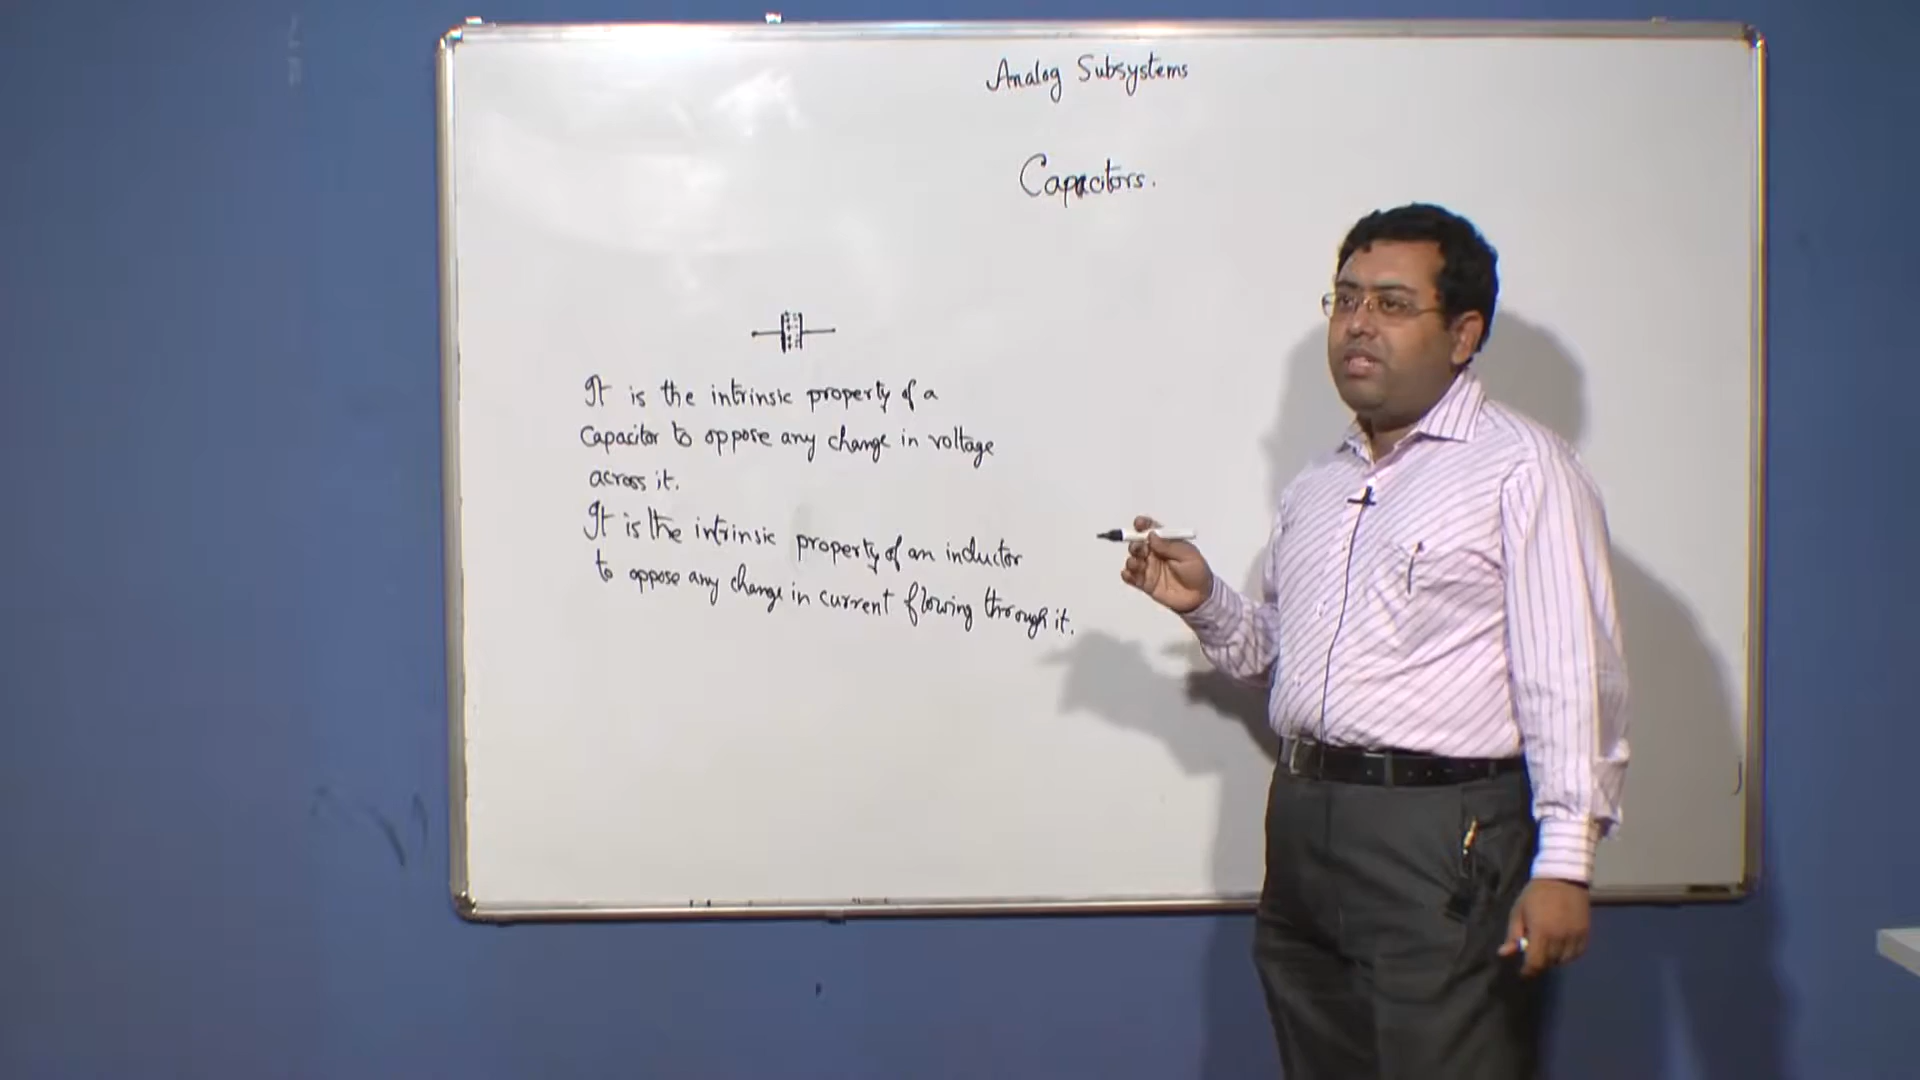 Analog Subsystems
Capacitors.
It is the intrinsic property of a
Capacitor to oppose any change in voltage
across it.
It is the intrinsic property of an inductor
to oppose any change in current flowing through it.